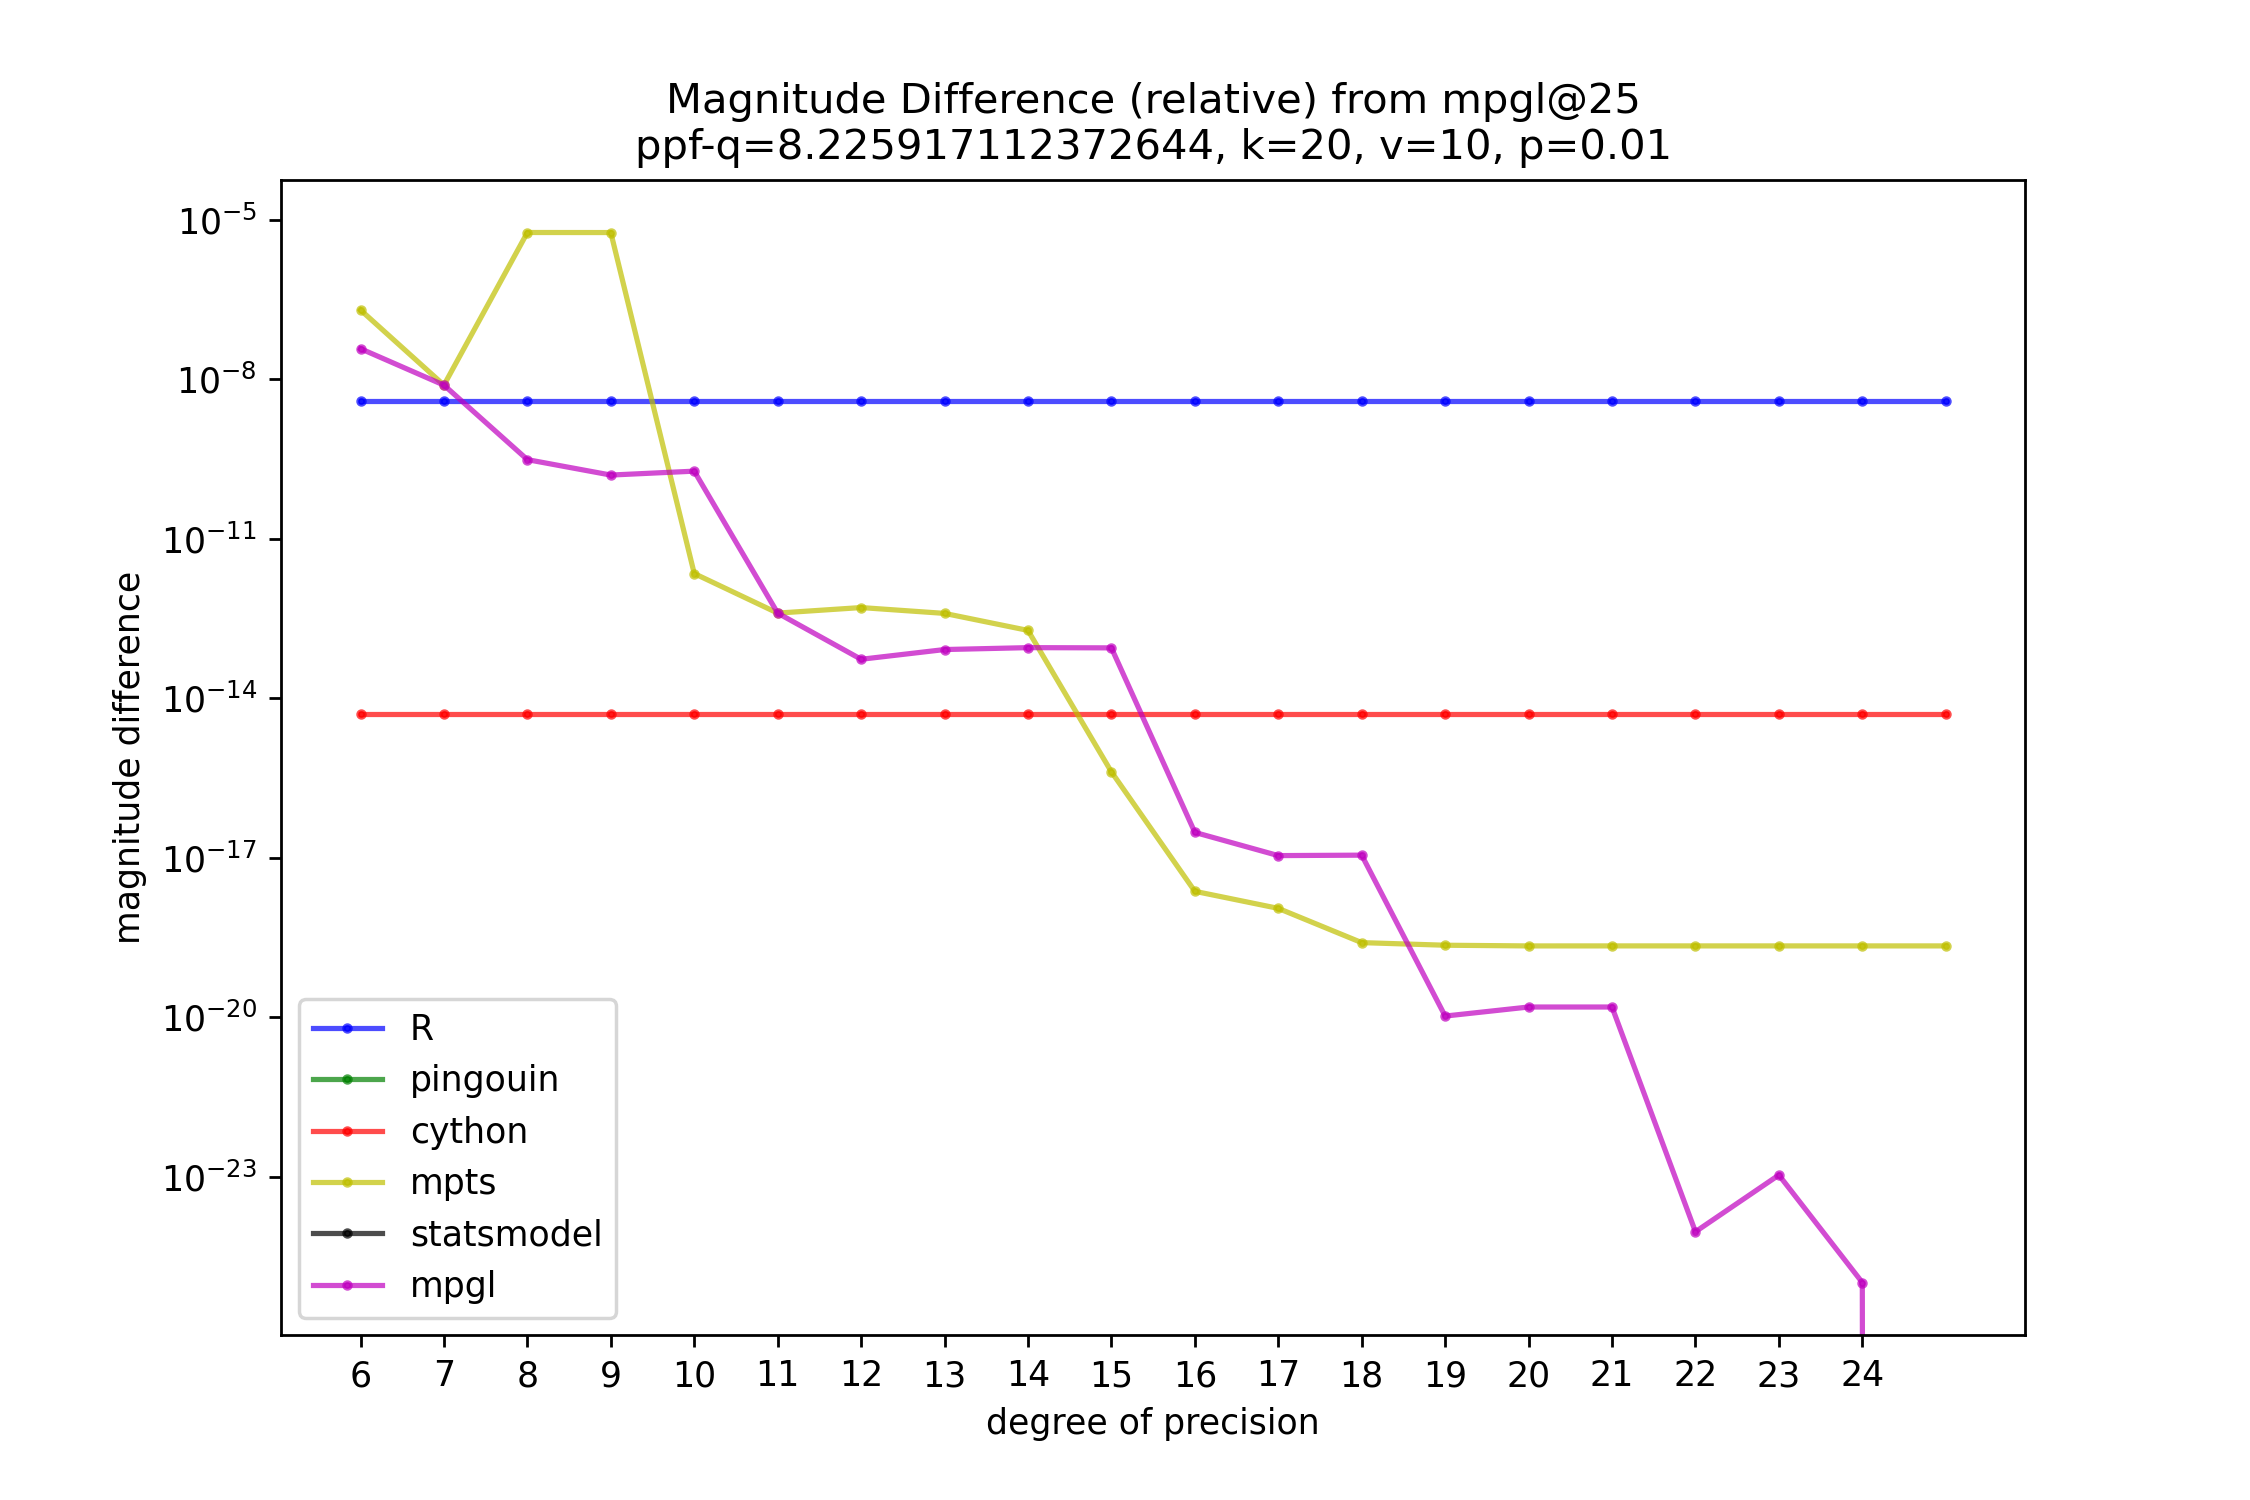 Magnitude Difference (relative) from mpgl@25
ppf-q=8.225917112372644, k=20, v=10, p=0.01
magnitude difference
10⁻⁵
10⁻⁸
10⁻¹¹
10⁻¹⁴
10⁻¹⁷
10⁻²⁰
10⁻²³
R
pingouin
cython
mpts
statsmodel
mpgl
6 7 8 9 10 11 12 13 14 15 16 17 18 19 20 21 22 23 24
degree of precision